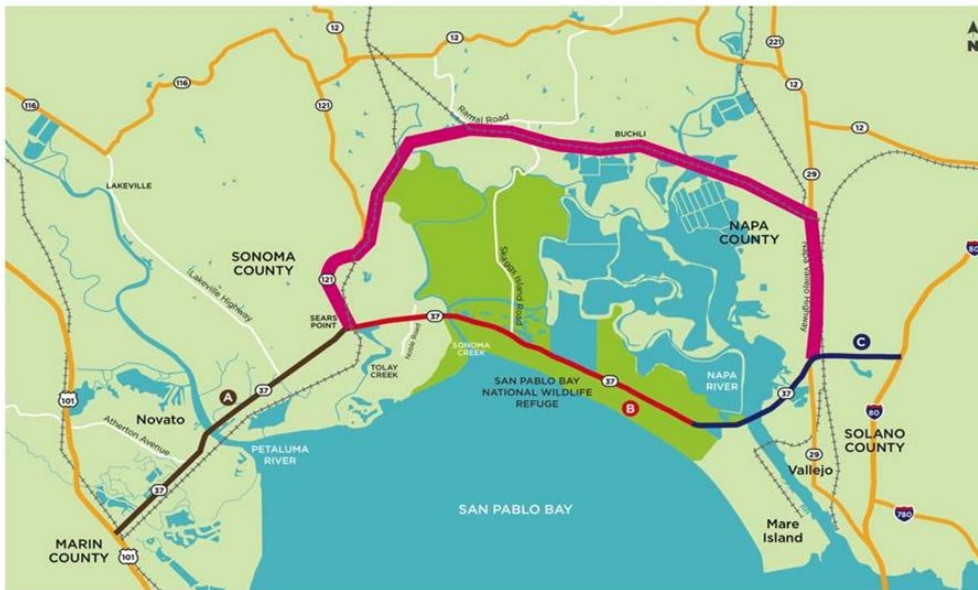 12
12
221
N
116
116
121
12
Ramal Road
BUCHLI
12
LAKEVILLE
29
NAPA
COUNTY
SONOMA
COUNTY
Napa Vallejo Highway
80
121
Skaggs Island Road
Lakeville Highway
SEARS
POINT
37
Noble Road
SONOMA
CREEK
C
TOLAY
CREEK
NAPA
RIVER
37
SAN PABLO BAY
NATIONAL WILDLIFE
REFUGE
37
B
A
37
101
Novato
80
SOLANO
COUNTY
Atherton Avenue
PETALUMA
RIVER
29
Vallejo
37
SAN PABLO BAY
780
Mare
Island
MARIN
COUNTY
101